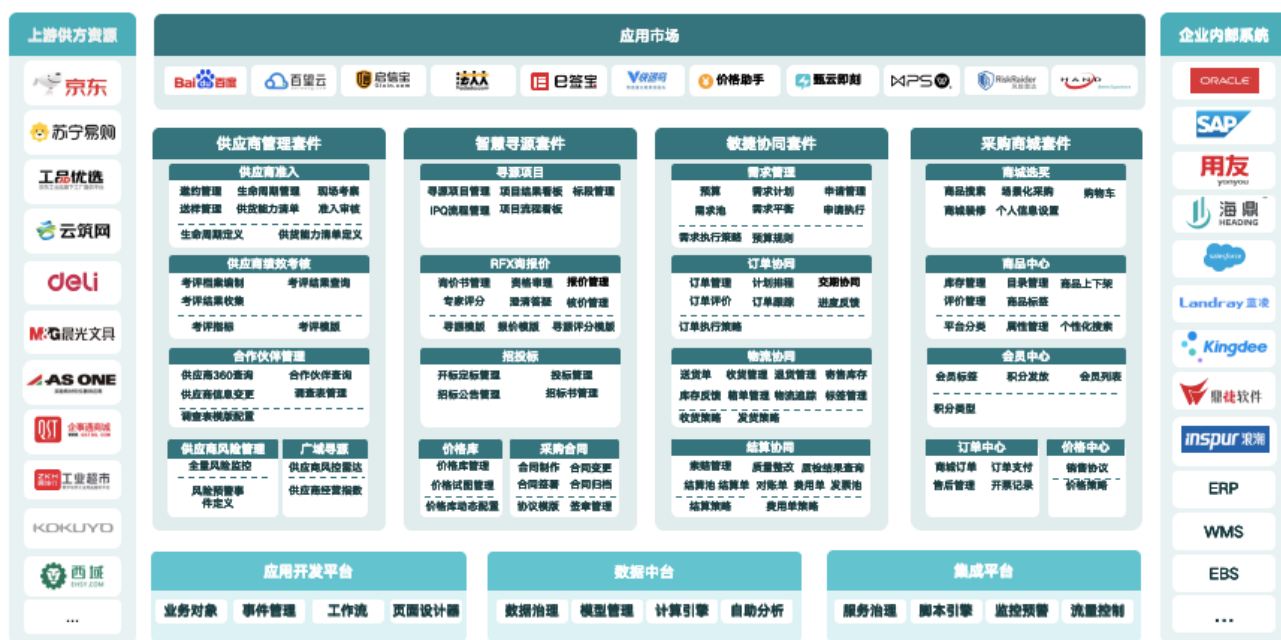 上游供方资源
京东
苏宁易购
工品优选
云筑网
deli
M&G晨光文具
AS ONE
QST 企事通商城
ZKH 工业超市
KOKUYO
西域
EHSY.COM
...
应用市场
Bai百度 百望云 启信宝 法大大 e签宝 快递问 价格助手 甄云即刻 WPS RiskRaider HAND
供应商管理套件
供应商准入
邀约管理 生命周期管理 现场考察
送样管理 供货能力清单 准入审核
生命周期定义 供货能力清单定义
供应商绩效考核
考评档案编制 考评结果查询
考评结果收集
考评指标 考评模版
合作伙伴管理
供应商360查询 合作伙伴查询
供应商信息变更 调查表管理
调查表模版配置
供应商风险管理
全量风险监控
风险预警事
件定义
广域寻源
供应商风控雷达
供应商经营指数
智慧寻源套件
寻源项目
寻源项目管理 项目结果看板 标段管理
IPQ流程管理 项目流程看板
RFX询报价
询价书管理 资格审理 报价管理
专家评分 澄清答疑 核价管理
寻源模版 报价模版 寻源评分模版
招投标
开标定标管理 投标管理
招标公告管理 招标书管理
价格库
价格库管理
价格试图管理
价格库动态配置
采购合同
合同制作 合同变更
合同签署 合同归档
协议模版 签章管理
敏捷协同套件
需求管理
预算 需求计划 申请管理
需求池 需求平衡 申请执行
需求执行策略 预算规则
订单协同
订单管理 计划排程 交期协同
订单评价 订单跟踪 进度反馈
订单执行策略
物流协同
送货单 收货管理 退货管理 寄售库存
库存反馈 箱单管理 物流追踪 标签管理
收货策略 发货策略
结算协同
索赔管理 质量整改 质检结果查询
结算池 结算单 对账单 费用单 发票池
结算策略 费用单策略
采购商城套件
商城选买
商品搜索 场景化采购 购物车
商城装修 个人信息设置
商品中心
库存管理 目录管理 商品上下架
评价管理 商品标签
平台分类 属性管理 个性化搜索
会员中心
会员标签 积分发放 会员列表
积分类型
订单中心
商城订单 订单支付
售后管理 开票记录
价格中心
销售协议
价格策略
应用开发平台
业务对象 事件管理 工作流 页面设计器
数据中台
数据治理 模型管理 计算引擎 自助分析
集成平台
服务治理 脚本引擎 监控预警 流量控制
企业内部系统
ORACLE
SAP
用友
yonyou
海鼎
HEADING
salesforce
Landray 蓝凌
Kingdee
鼎捷软件
inspur 浪潮
ERP
WMS
EBS
...